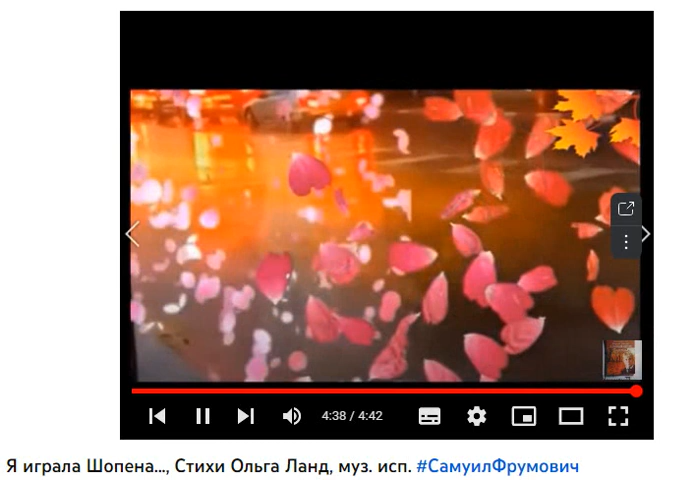 4:38 / 4:42
Я играла Шопена..., Стихи Ольга Ланд, муз. исп. #СамуилФрумович